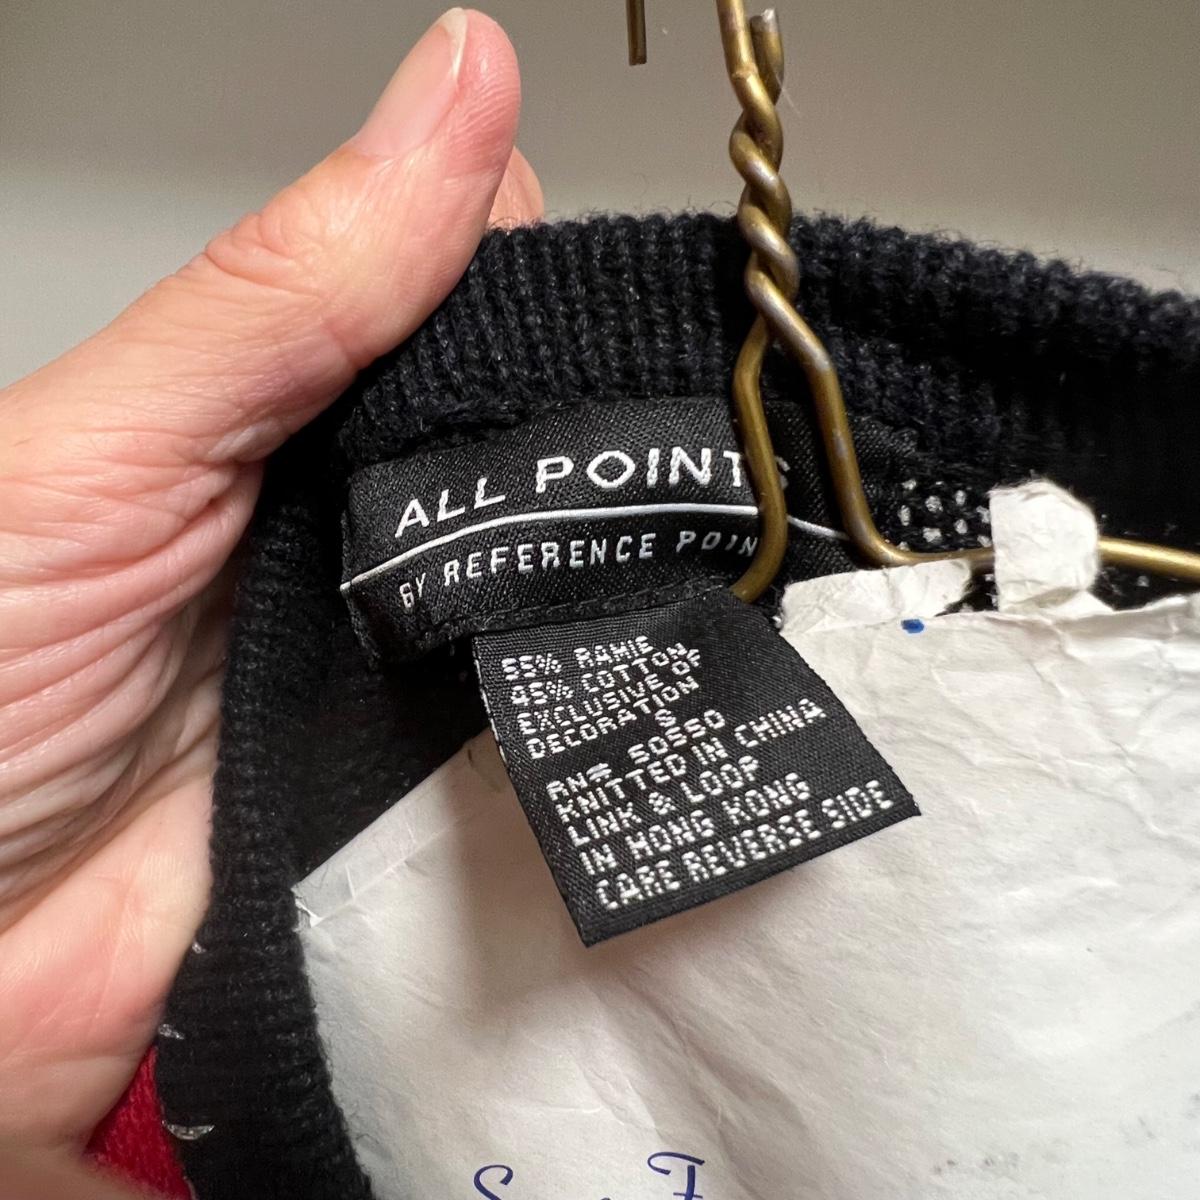 ALL POINTS
BY REFERENCE POIN
55% RAMIE
45% COTTON
EXCLUSIVE OF
DECORATION
S
RN# 50550
KNITTED IN CHINA
LINK & LOOP
IN HONG KONG
CARE REVERSE SIDE